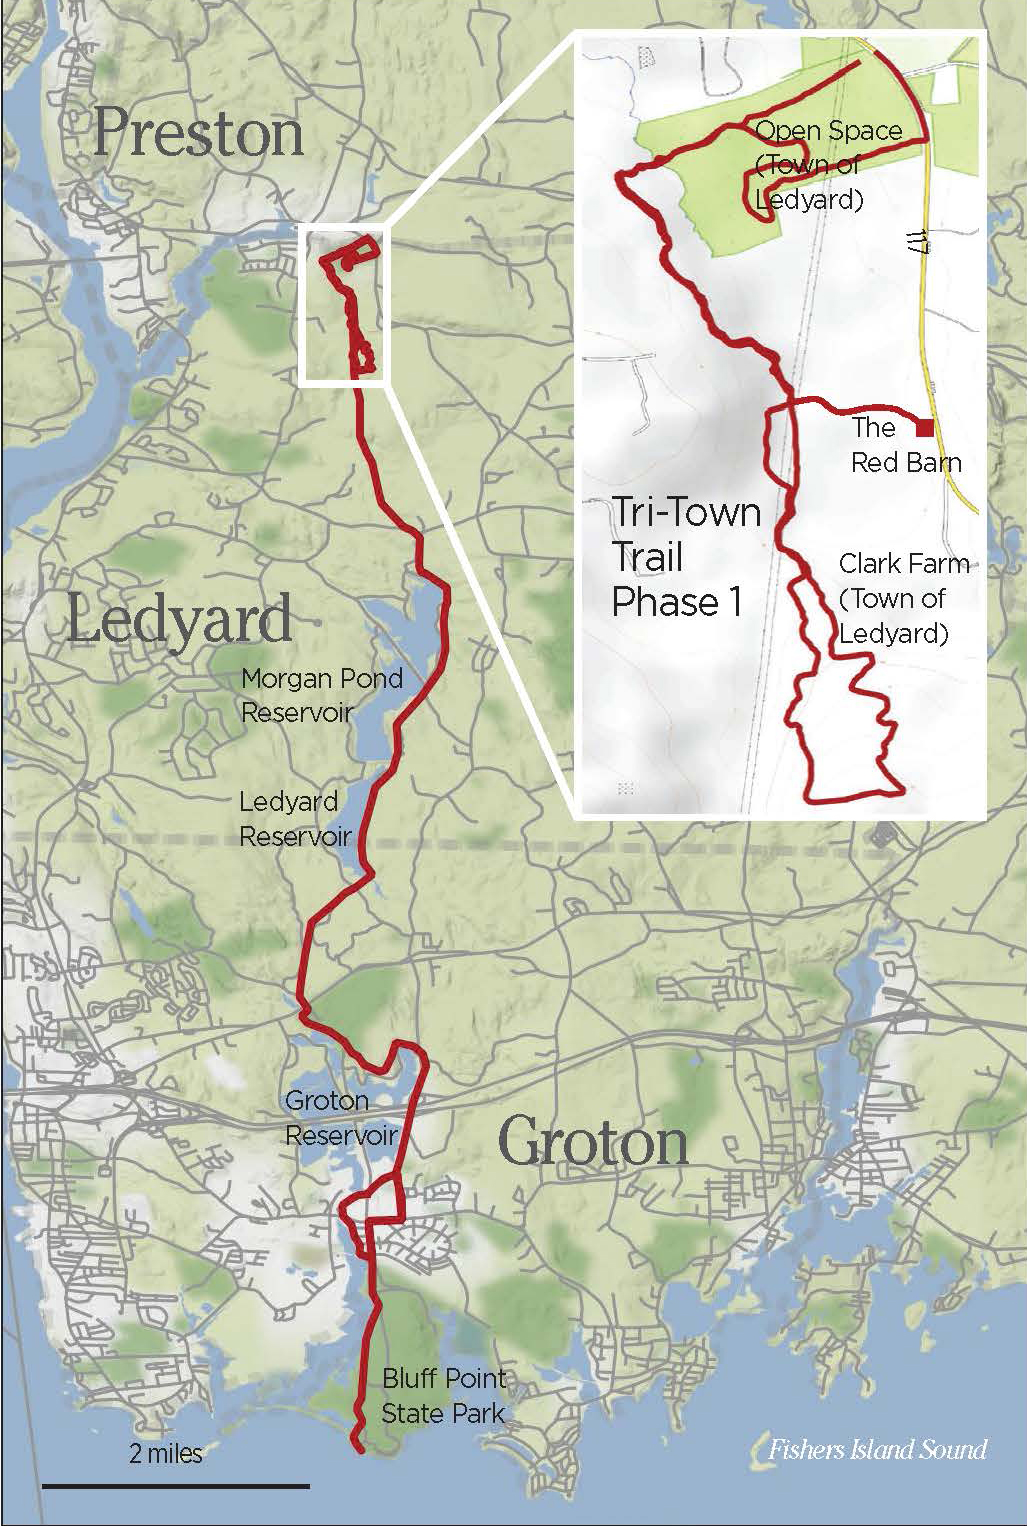 Preston
Open Space
(Town of
Ledyard)
117
The
Red Barn
Tri-Town
Trail
Phase 1
Clark Farm
(Town of
Ledyard)
Ledyard
Morgan Pond
Reservoir
Ledyard
Reservoir
Groton
Reservoir
Groton
Bluff Point
State Park
2 miles
Fishers Island Sound